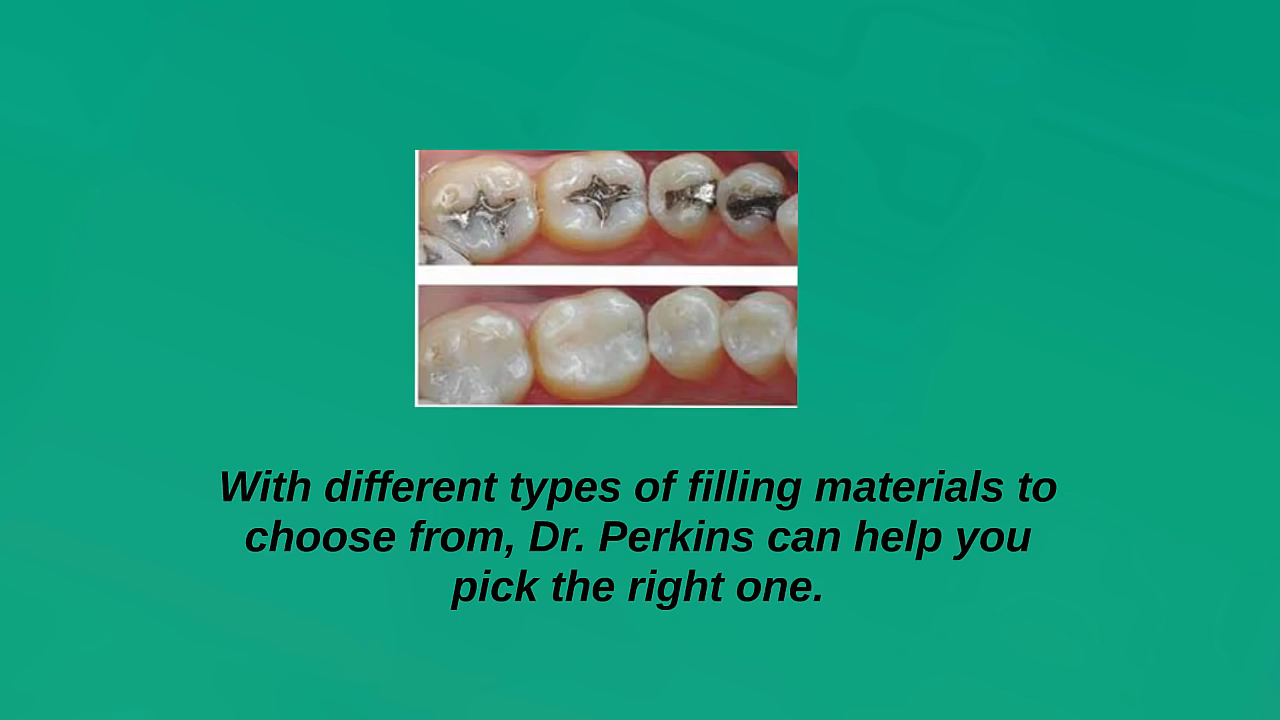 With different types of filling materials to
choose from, Dr. Perkins can help you
pick the right one.